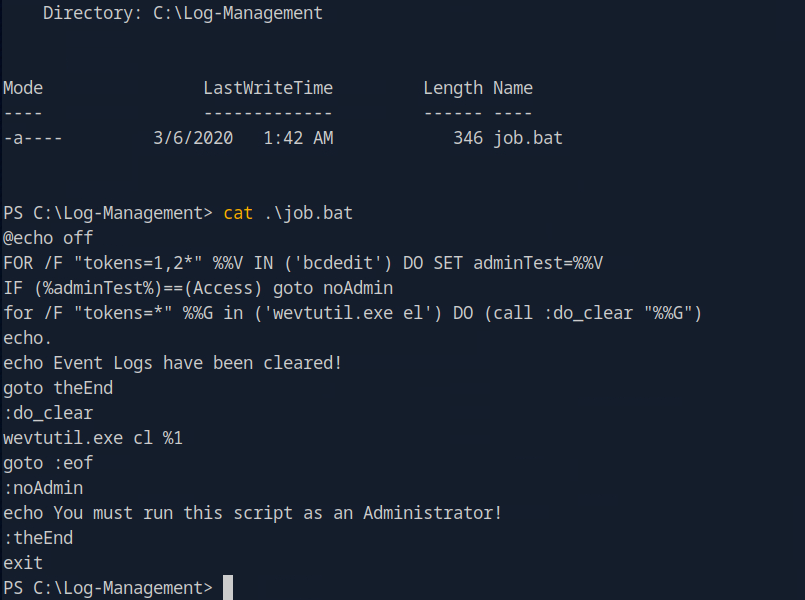 Directory: C:\Log-Management
Mode LastWriteTime Length Name
---- ------------- ------ ----
-a---- 3/6/2020 1:42 AM 346 job.bat
PS C:\Log-Management> cat .\job.bat
@echo off
FOR /F "tokens=1,2*" %%V IN ('bcdedit') DO SET adminTest=%%V
IF (%adminTest%)==(Access) goto noAdmin
for /F "tokens=*" %%G in ('wevtutil.exe el') DO (call :do_clear "%%G")
echo.
echo Event Logs have been cleared!
goto theEnd
:do_clear
wevtutil.exe cl %1
goto :eof
:noAdmin
echo You must run this script as an Administrator!
:theEnd
exit
PS C:\Log-Management>